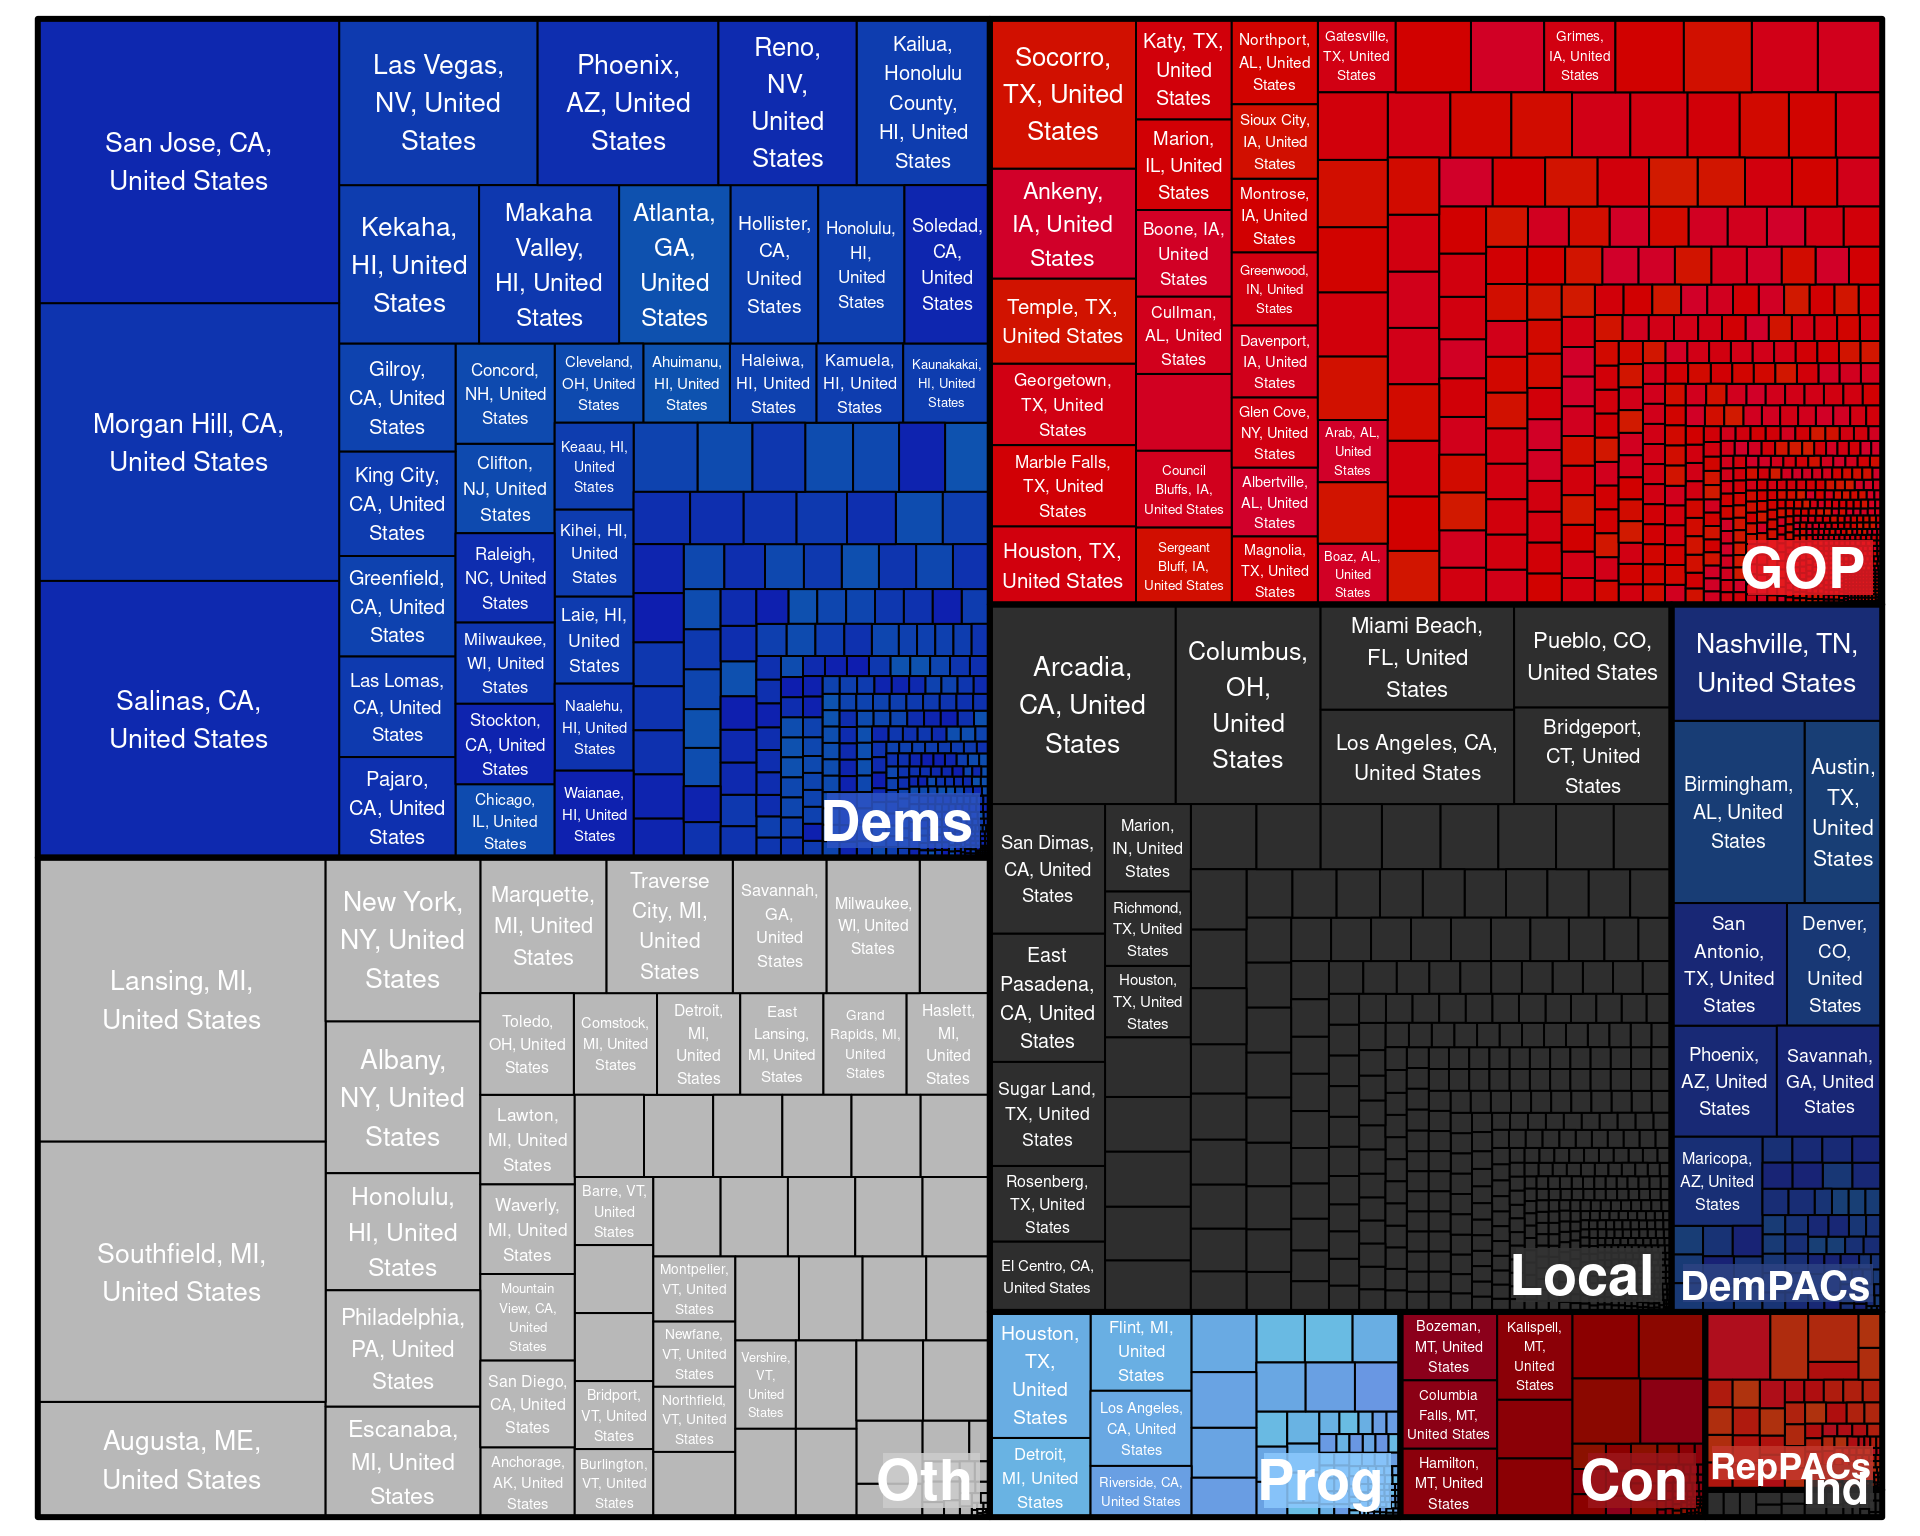 San Jose, CA,
United States
Morgan Hill, CA,
United States
Salinas, CA,
United States
Las Vegas,
NV, United
States
Phoenix,
AZ, United
States
Reno,
NV,
United
States
Kailua,
Honolulu
County,
HI, United
States
Kekaha,
HI, United
States
Makaha
Valley,
HI, United
States
Atlanta,
GA,
United
States
Hollister,
CA,
United
States
Honolulu,
HI,
United
States
Soledad,
CA,
United
States
Gilroy,
CA, United
States
King City,
CA, United
States
Greenfield,
CA, United
States
Las Lomas,
CA, United
States
Pajaro,
CA, United
States
Concord,
NH, United
States
Clifton,
NJ, United
States
Raleigh,
NC, United
States
Milwaukee,
WI, United
States
Stockton,
CA, United
States
Chicago,
IL, United
States
Cleveland,
OH, United
States
Ahuimanu,
HI, United
States
Haleiwa,
HI, United
States
Kamuela,
HI, United
States
Kaunakakai,
HI, United
States
Keaau, HI,
United
States
Kihei, HI,
United
States
Laie, HI,
United
States
Naalehu,
HI, United
States
Waianae,
HI, United
States
Dems
Socorro,
TX, United
States
Ankeny,
IA, United
States
Temple, TX,
United States
Georgetown,
TX, United
States
Marble Falls,
TX, United
States
Houston, TX,
United States
Katy, TX,
United
States
Marion,
IL, United
States
Boone, IA,
United
States
Cullman,
AL, United
States
Council
Bluffs, IA,
United States
Sergeant
Bluff, IA,
United States
Northport,
AL, United
States
Sioux City,
IA, United
States
Montrose,
IA, United
States
Greenwood,
IN, United
States
Davenport,
IA, United
States
Glen Cove,
NY, United
States
Albertville,
AL, United
States
Magnolia,
TX, United
States
Gatesville,
TX, United
States
Grimes,
IA, United
States
Arab, AL,
United
States
Boaz, AL,
United
States
GOP
Lansing, MI,
United States
Southfield, MI,
United States
Augusta, ME,
United States
New York,
NY, United
States
Albany,
NY, United
States
Honolulu,
HI, United
States
Philadelphia,
PA, United
States
Escanaba,
MI, United
States
Marquette,
MI, United
States
Traverse
City, MI,
United
States
Savannah,
GA,
United
States
Milwaukee,
WI, United
States
Toledo,
OH, United
States
Comstock,
MI, United
States
Detroit,
MI,
United
States
East
Lansing,
MI, United
States
Grand
Rapids, MI,
United
States
Haslett,
MI,
United
States
Lawton,
MI, United
States
Waverly,
MI, United
States
Mountain
View, CA,
United
States
San Diego,
CA, United
States
Anchorage,
AK, United
States
Barre, VT,
United
States
Bridport,
VT, United
States
Burlington,
VT, United
States
Montpelier,
VT, United
States
Newfane,
VT, United
States
Northfield,
VT, United
States
Vershire,
VT,
United
States
Oth
Arcadia,
CA, United
States
Columbus,
OH,
United
States
Miami Beach,
FL, United
States
Los Angeles, CA,
United States
Pueblo, CO,
United States
Bridgeport,
CT, United
States
San Dimas,
CA, United
States
East
Pasadena,
CA, United
States
Sugar Land,
TX, United
States
Rosenberg,
TX, United
States
El Centro, CA,
United States
Marion,
IN, United
States
Richmond,
TX, United
States
Houston,
TX, United
States
Local
Nashville, TN,
United States
Birmingham,
AL, United
States
Austin,
TX,
United
States
San
Antonio,
TX, United
States
Denver,
CO,
United
States
Phoenix,
AZ, United
States
Savannah,
GA, United
States
Maricopa,
AZ, United
States
DemPACs
Houston,
TX,
United
States
Detroit,
MI, United
States
Flint, MI,
United
States
Los Angeles,
CA, United
States
Riverside, CA,
United States
Prog
Bozeman,
MT, United
States
Columbia
Falls, MT,
United States
Hamilton,
MT, United
States
Kalispell,
MT,
United
States
Con
RepPACs
Ind